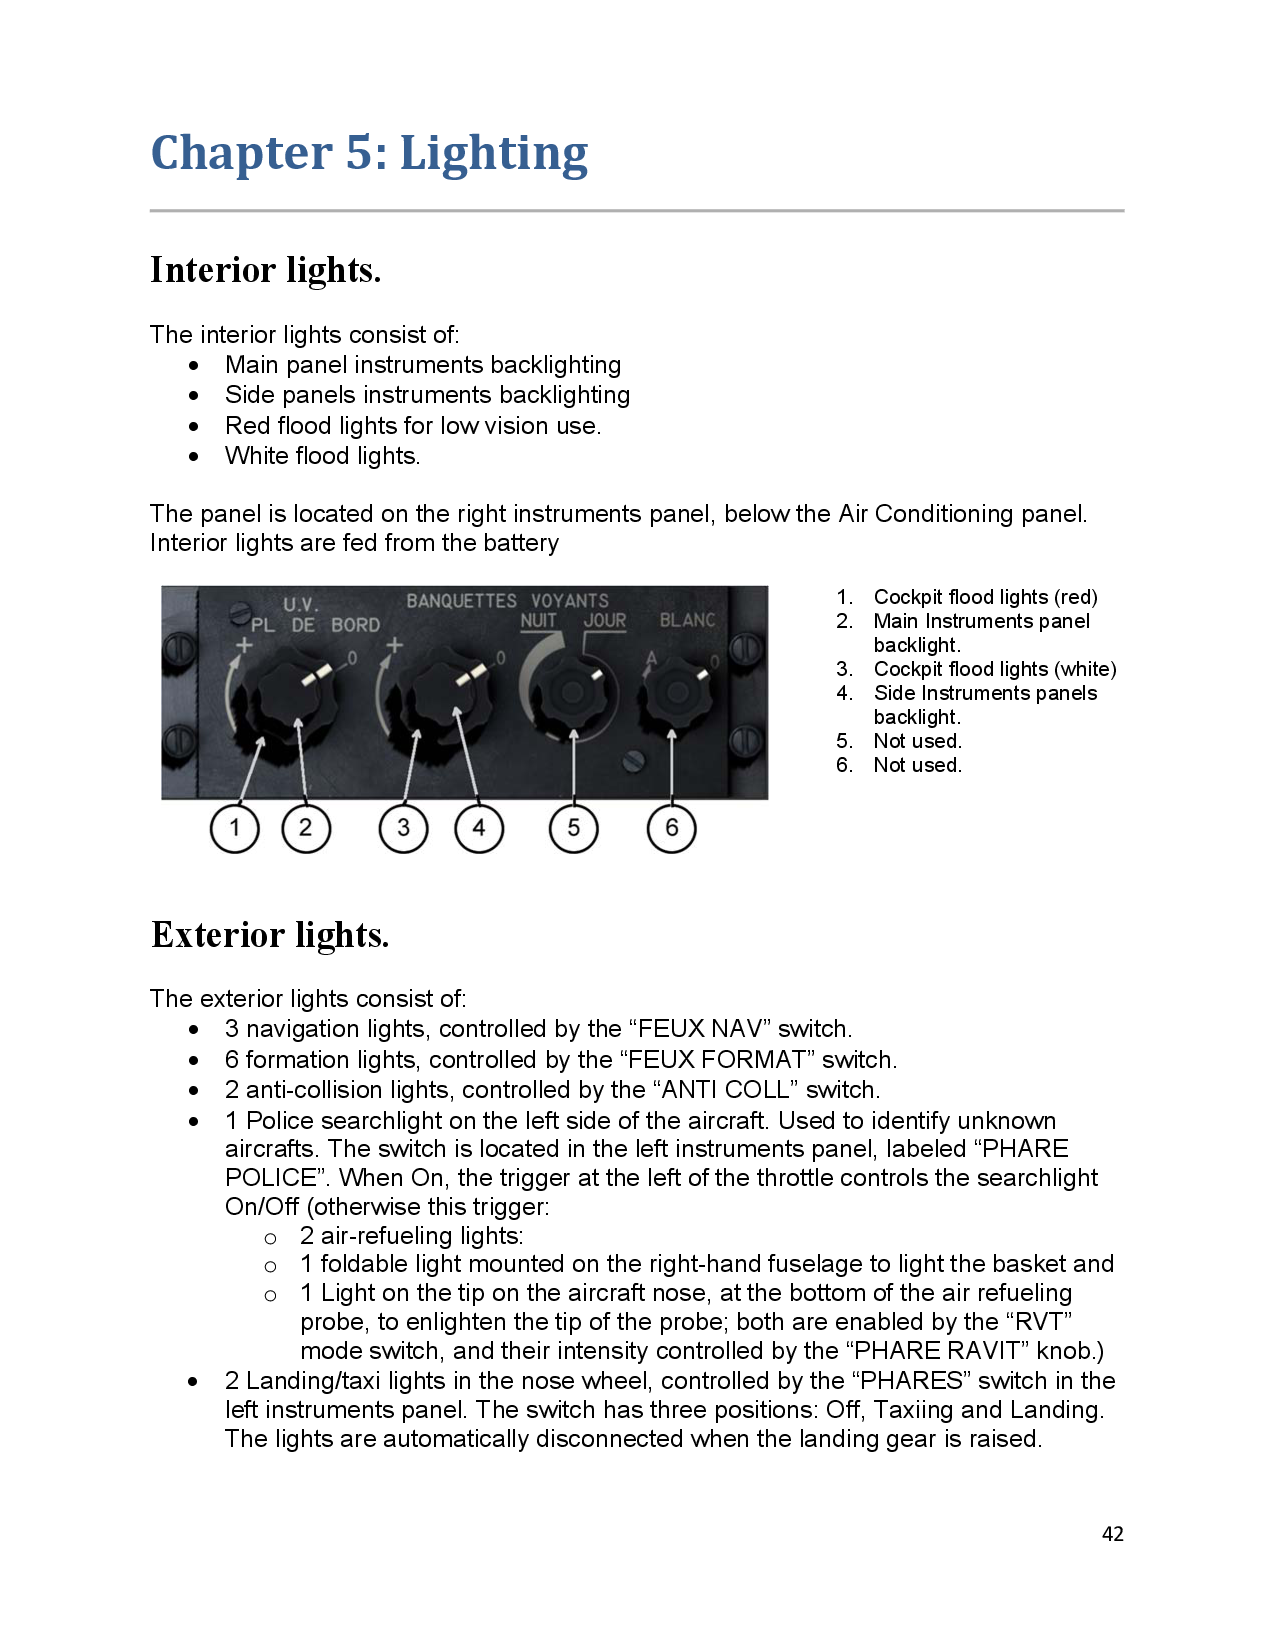 Chapter 5: Lighting
Interior lights.
The interior lights consist of:
• Main panel instruments backlighting
• Side panels instruments backlighting
• Red flood lights for low vision use.
• White flood lights.
The panel is located on the right instruments panel, below the Air Conditioning panel.
Interior lights are fed from the battery
U.V.
PL DE BORD
BANQUETTES VOYANTS
NUIT JOUR BLANC
+ 0 + 0 A 0
1 2 3 4 5 6
1. Cockpit flood lights (red)
2. Main Instruments panel
backlight.
3. Cockpit flood lights (white)
4. Side Instruments panels
backlight.
5. Not used.
6. Not used.
Exterior lights.
The exterior lights consist of:
• 3 navigation lights, controlled by the “FEUX NAV” switch.
• 6 formation lights, controlled by the “FEUX FORMAT” switch.
• 2 anti-collision lights, controlled by the “ANTI COLL” switch.
• 1 Police searchlight on the left side of the aircraft. Used to identify unknown
aircrafts. The switch is located in the left instruments panel, labeled “PHARE
POLICE”. When On, the trigger at the left of the throttle controls the searchlight
On/Off (otherwise this trigger:
o 2 air-refueling lights:
o 1 foldable light mounted on the right-hand fuselage to light the basket and
o 1 Light on the tip on the aircraft nose, at the bottom of the air refueling
probe, to enlighten the tip of the probe; both are enabled by the “RVT”
mode switch, and their intensity controlled by the “PHARE RAVIT” knob.)
• 2 Landing/taxi lights in the nose wheel, controlled by the “PHARES” switch in the
left instruments panel. The switch has three positions: Off, Taxiing and Landing.
The lights are automatically disconnected when the landing gear is raised.
42